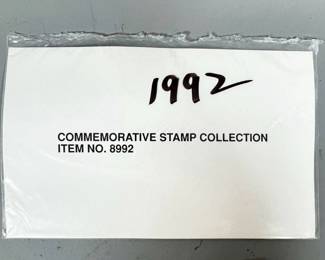 1992
COMMEMORATIVE STAMP COLLECTION
ITEM NO. 8992